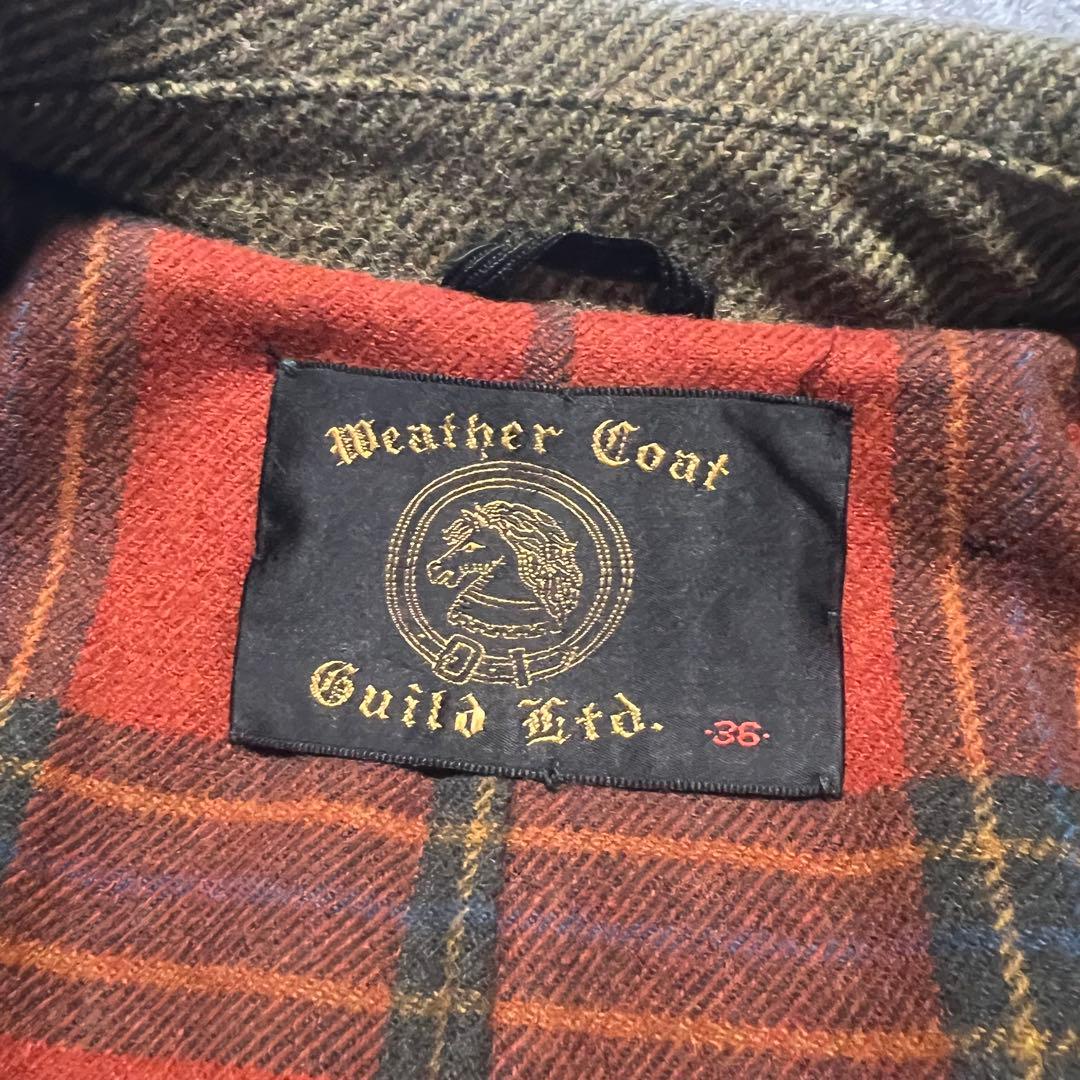 Weather Coat
Guild Ltd.
·36·